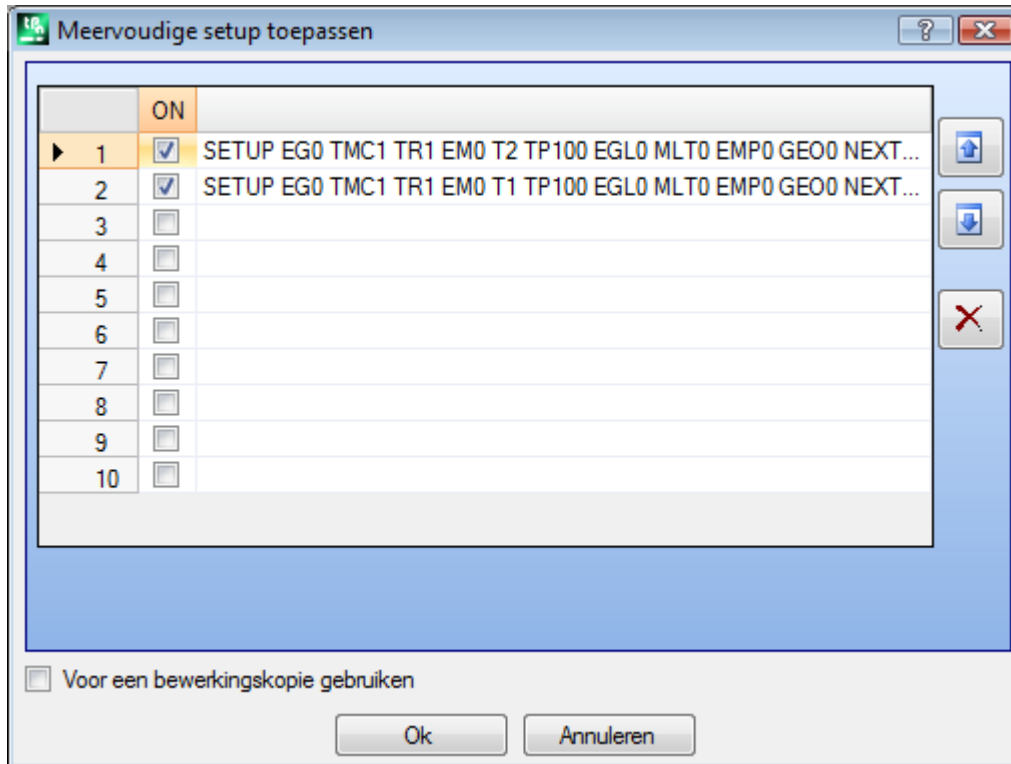 Meervoudige setup toepassen
ON
1 SETUP EG0 TMC1 TR1 EM0 T2 TP100 EGL0 MLT0 EMP0 GEO0 NEXT...
2 SETUP EG0 TMC1 TR1 EM0 T1 TP100 EGL0 MLT0 EMP0 GEO0 NEXT...
3
4
5
6
7
8
9
10
Voor een bewerkingskopie gebruiken
Ok Annuleren